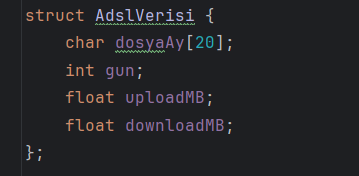 struct AdslVerisi {
    char dosyaAy[20];
    int gun;
    float uploadMB;
    float downloadMB;
};